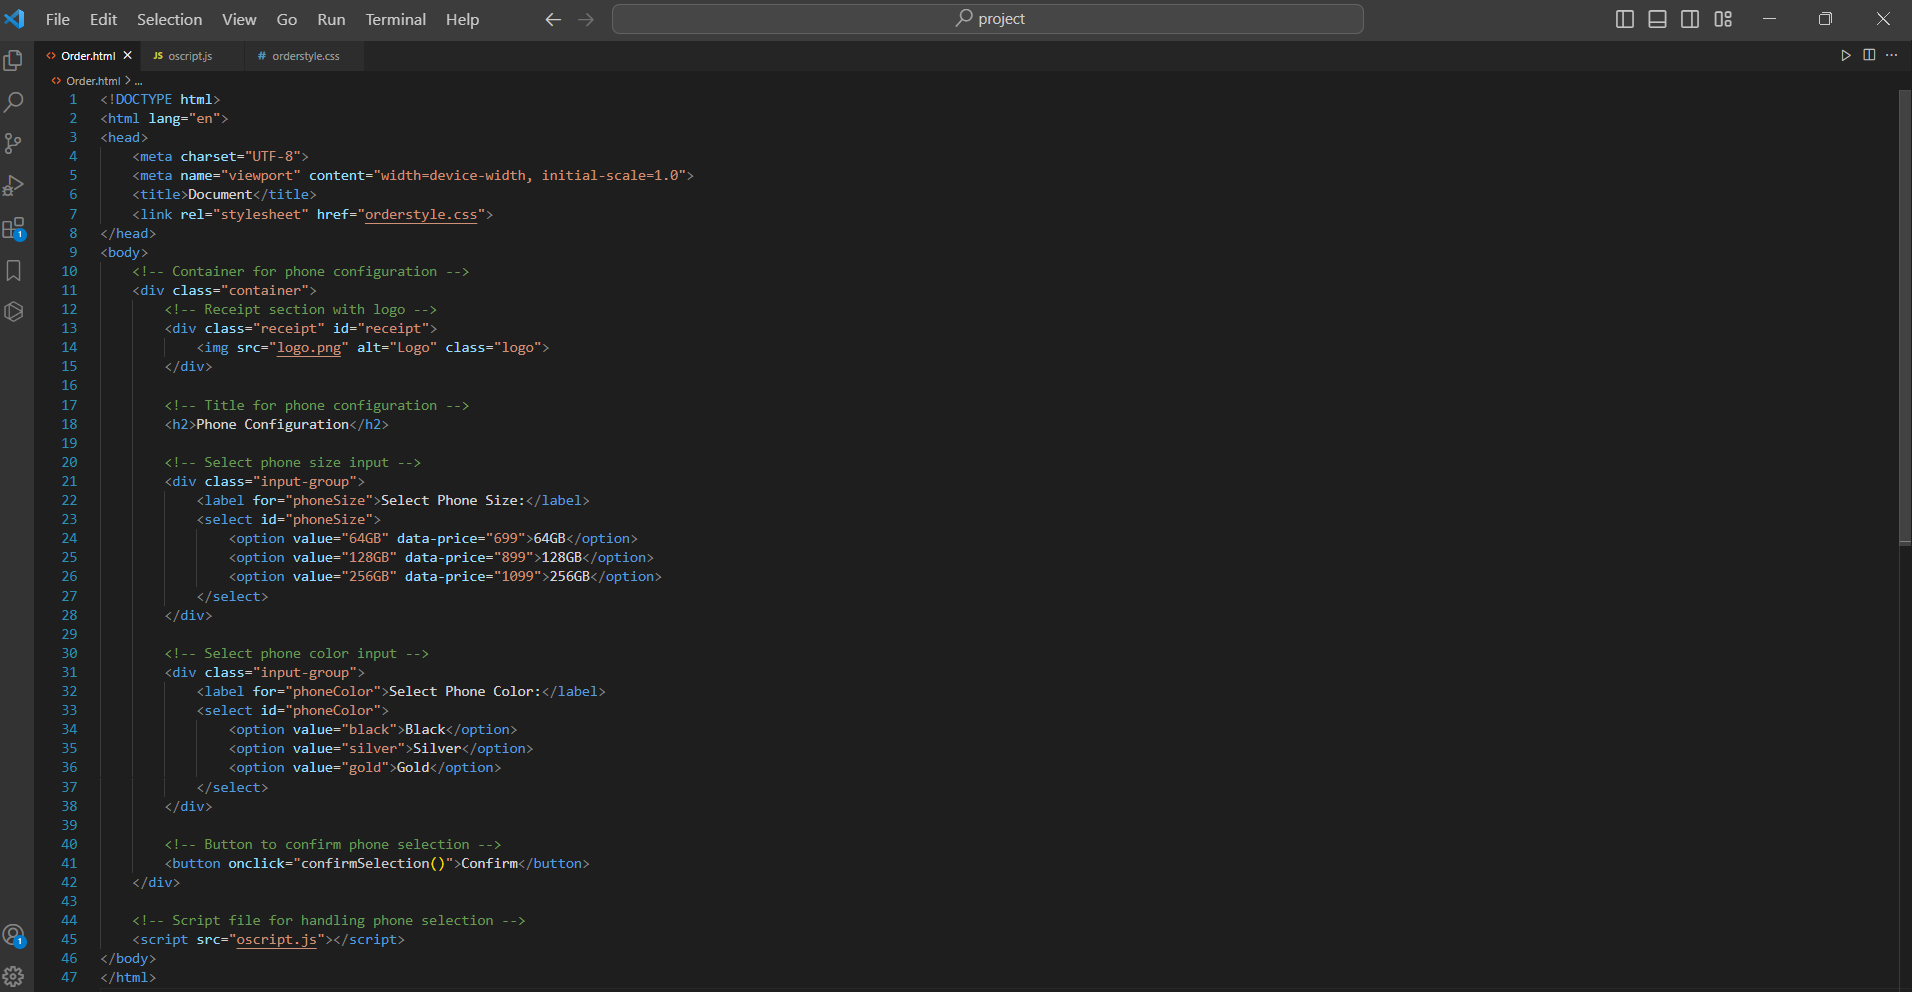 File Edit Selection View Go Run Terminal Help project
Order.html JS oscript.js # orderstyle.css
Order.html > ...
1 <!DOCTYPE html>
2 <html lang="en">
3 <head>
4     <meta charset="UTF-8">
5     <meta name="viewport" content="width=device-width, initial-scale=1.0">
6     <title>Document</title>
7     <link rel="stylesheet" href="orderstyle.css">
8 </head>
9 <body>
10     <!-- Container for phone configuration -->
11     <div class="container">
12         <!-- Receipt section with logo -->
13         <div class="receipt" id="receipt">
14             <img src="logo.png" alt="Logo" class="logo">
15         </div>
16
17         <!-- Title for phone configuration -->
18         <h2>Phone Configuration</h2>
19
20         <!-- Select phone size input -->
21         <div class="input-group">
22             <label for="phoneSize">Select Phone Size:</label>
23             <select id="phoneSize">
24                 <option value="64GB" data-price="699">64GB</option>
25                 <option value="128GB" data-price="899">128GB</option>
26                 <option value="256GB" data-price="1099">256GB</option>
27             </select>
28         </div>
29
30         <!-- Select phone color input -->
31         <div class="input-group">
32             <label for="phoneColor">Select Phone Color:</label>
33             <select id="phoneColor">
34                 <option value="black">Black</option>
35                 <option value="silver">Silver</option>
36                 <option value="gold">Gold</option>
37             </select>
38         </div>
39
40         <!-- Button to confirm phone selection -->
41         <button onclick="confirmSelection()">Confirm</button>
42     </div>
43
44     <!-- Script file for handling phone selection -->
45     <script src="oscript.js"></script>
46 </body>
47 </html>
1
1